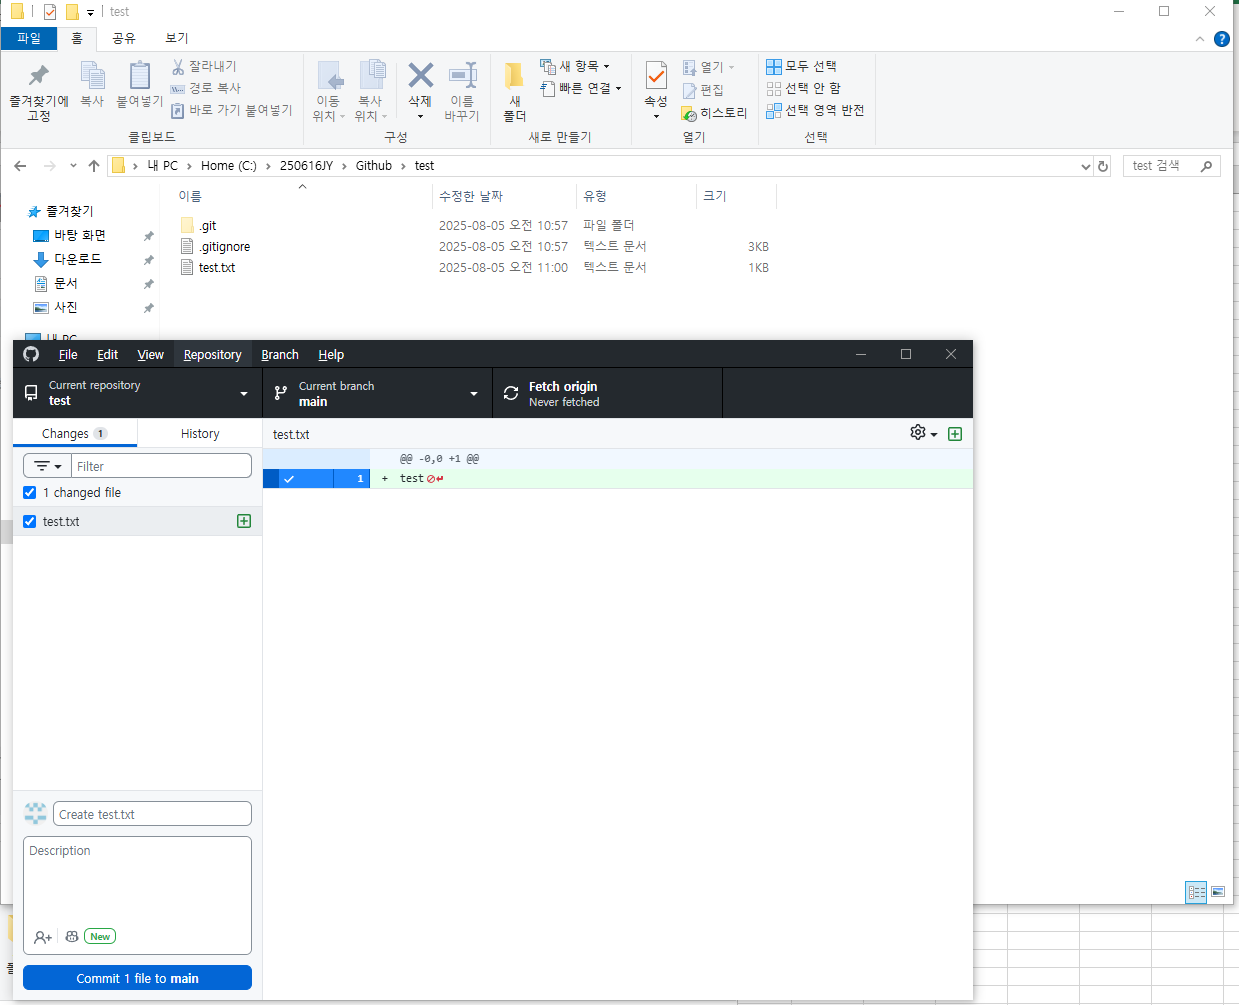 test
파일 홈 공유 보기
즐겨찾기에 고정
복사
붙여넣기
잘라내기
경로 복사
바로 가기 붙여넣기
클립보드
이동 위치
복사 위치
삭제
이름 바꾸기
구성
새 폴더
새 항목
빠른 연결
새로 만들기
속성
열기
편집
히스토리
열기
모두 선택
선택 안 함
선택 영역 반전
선택
내 PC > Home (C:) > 250616JY > Github > test
test 검색
즐겨찾기
바탕 화면
다운로드
문서
사진
내 PC
이름 수정한 날짜 유형 크기
.git 2025-08-05 오전 10:57 파일 폴더
.gitignore 2025-08-05 오전 10:57 텍스트 문서 3KB
test.txt 2025-08-05 오전 11:00 텍스트 문서 1KB
File Edit View Repository Branch Help
Current repository
test
Current branch
main
Fetch origin
Never fetched
Changes 1 History
test.txt
Filter
1 changed file
test.txt
@@ -0,0 +1 @@
1 + test
Create test.txt
Description
New
Commit 1 file to main